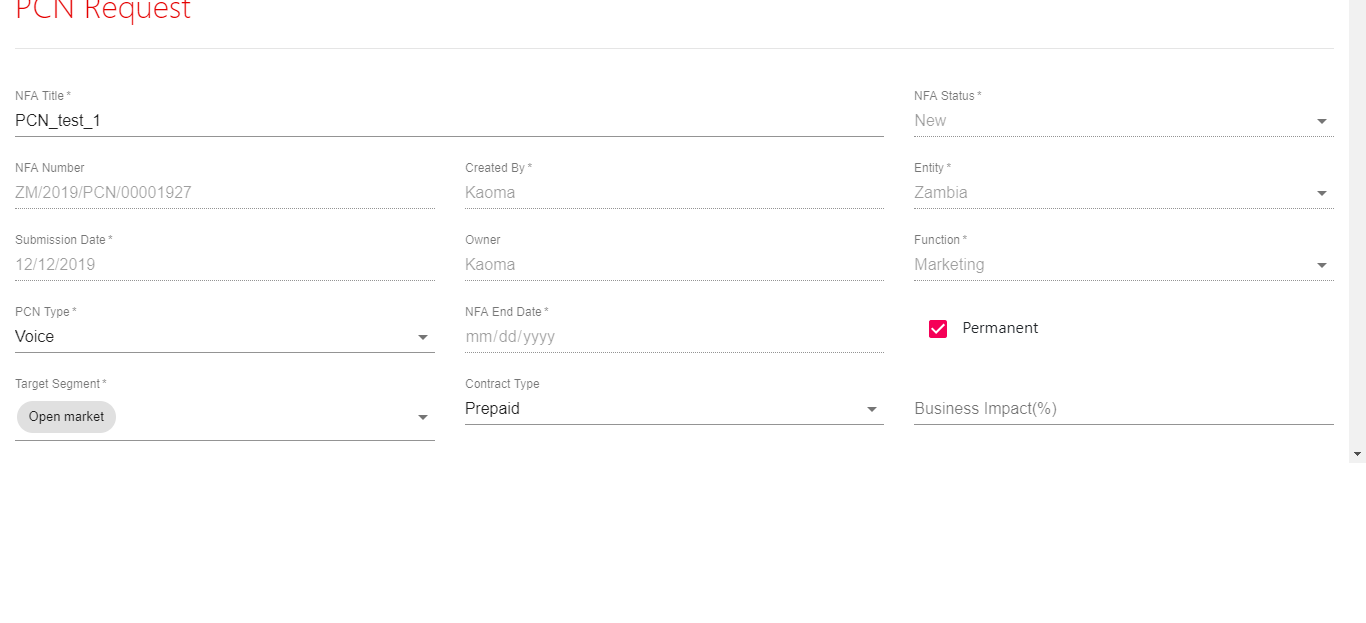 PCN Request
NFA Title *
PCN_test_1
NFA Status *
New
NFA Number
ZM/2019/PCN/00001927
Created By *
Kaoma
Entity *
Zambia
Submission Date *
12/12/2019
Owner
Kaoma
Function *
Marketing
PCN Type *
Voice
NFA End Date *
mm/dd/yyyy
Permanent
Target Segment *
Open market
Contract Type
Prepaid
Business Impact(%)